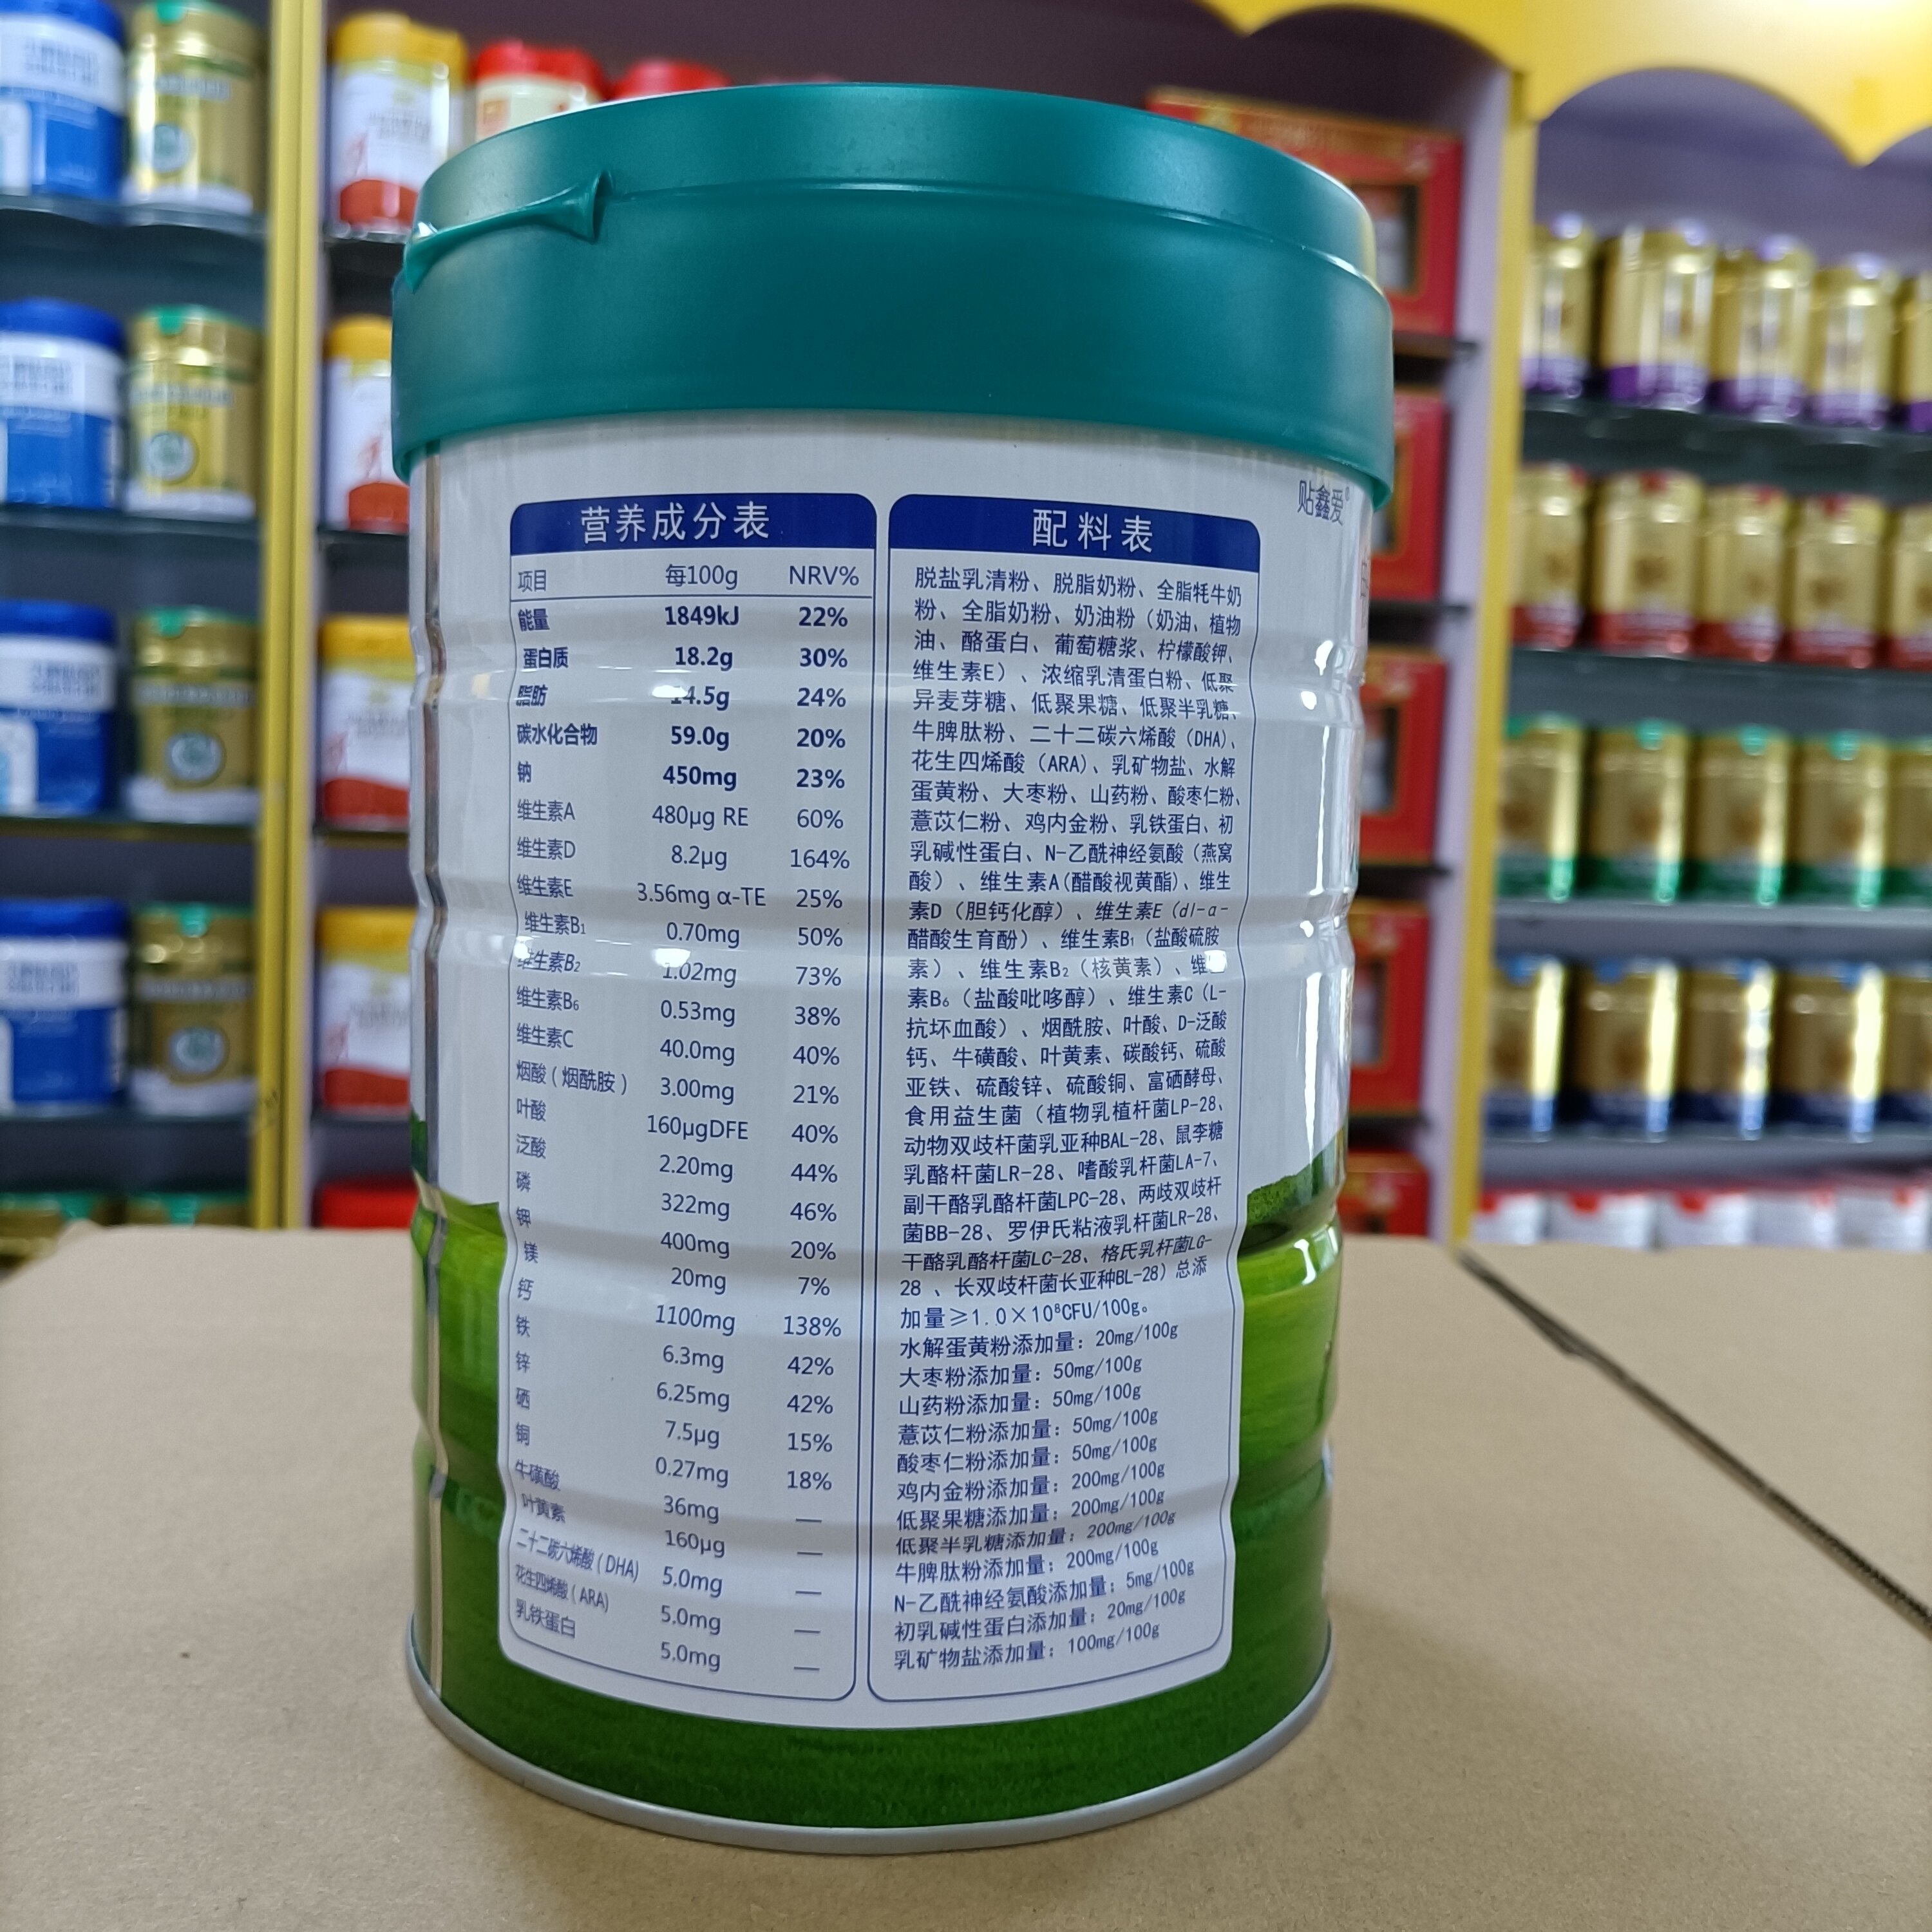 贴鑫爱®
营养成分表
项目 每100g NRV%
能量 1849kJ 22%
蛋白质 18.2g 30%
脂肪 14.5g 24%
碳水化合物 59.0g 20%
钠 450mg 23%
维生素A 480μg RE 60%
维生素D 8.2μg 164%
维生素E 3.56mg α-TE 25%
维生素B₁ 0.70mg 50%
维生素B₂ 1.02mg 73%
维生素B₆ 0.53mg 38%
维生素C 40.0mg 40%
烟酸（烟酰胺） 3.00mg 21%
叶酸 160μgDFE 40%
泛酸 2.20mg 44%
磷 322mg 46%
钾 400mg 20%
镁 20mg 7%
钙 1100mg 138%
铁 6.3mg 42%
锌 6.25mg 42%
硒 7.5μg 15%
铜 0.27mg 18%
牛磺酸 36mg —
叶黄素 160μg —
二十二碳六烯酸（DHA） 5.0mg —
花生四烯酸（ARA） 5.0mg —
乳铁蛋白 5.0mg —
配料表
脱盐乳清粉、脱脂奶粉、全脂牦牛奶
粉、全脂奶粉、奶油粉（奶油、植物
油、酪蛋白、葡萄糖浆、柠檬酸钾、
维生素E）、浓缩乳清蛋白粉、低聚
异麦芽糖、低聚果糖、低聚半乳糖、
牛脾肽粉、二十二碳六烯酸（DHA）、
花生四烯酸（ARA）、乳矿物盐、水解
蛋黄粉、大枣粉、山药粉、酸枣仁粉、
薏苡仁粉、鸡内金粉、乳铁蛋白、初
乳碱性蛋白、N-乙酰神经氨酸（燕窝
酸）、维生素A（醋酸视黄酯）、维生
素D（胆钙化醇）、维生素E（dl-α-
醋酸生育酚）、维生素B₁（盐酸硫胺
素）、维生素B₂（核黄素）、维
素B₆（盐酸吡哆醇）、维生素C（L-
抗坏血酸）、烟酰胺、叶酸、D-泛酸
钙、牛磺酸、叶黄素、碳酸钙、硫酸
亚铁、硫酸锌、硫酸铜、富硒酵母、
食用益生菌（植物乳植杆菌LP-28、
动物双歧杆菌乳亚种BAL-28、鼠李糖
乳酪杆菌LR-28、嗜酸乳杆菌LA-7、
副干酪乳酪杆菌LPC-28、两歧双歧杆
菌BB-28、罗伊氏粘液乳杆菌LR-28、
干酪乳酪杆菌LC-28、格氏乳杆菌LG-
28 、长双歧杆菌长亚种BL-28）总添
加量≥1.0×10⁸CFU/100g。
水解蛋黄粉添加量：20mg/100g
大枣粉添加量：50mg/100g
山药粉添加量：50mg/100g
薏苡仁粉添加量：50mg/100g
酸枣仁粉添加量：50mg/100g
鸡内金粉添加量：200mg/100g
低聚果糖添加量：200mg/100g
低聚半乳糖添加量：200mg/100g
牛脾肽粉添加量：200mg/100g
N-乙酰神经氨酸添加量：5mg/100g
初乳碱性蛋白添加量：20mg/100g
乳矿物盐添加量：100mg/100g